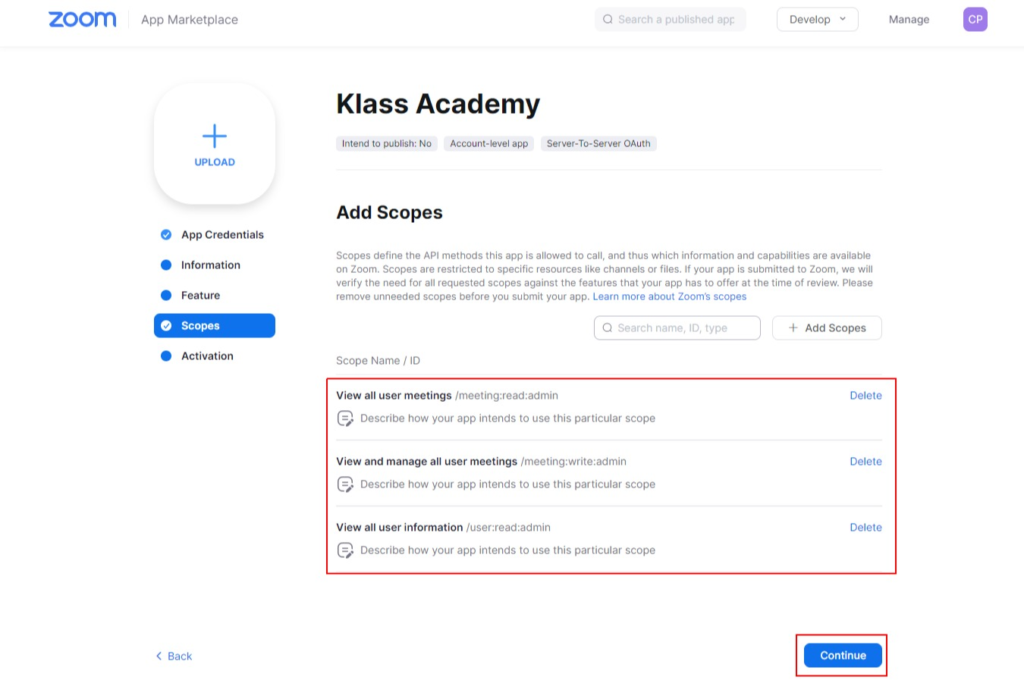 zoom App Marketplace Search a published app Develop Manage CP
Klass Academy
Intend to publish: No Account-level app Server-To-Server OAuth
UPLOAD
App Credentials
Information
Feature
Scopes
Activation
Add Scopes
Scopes define the API methods this app is allowed to call, and thus which information and capabilities are available
on Zoom. Scopes are restricted to specific resources like channels or files. If your app is submitted to Zoom, we will
verify the need for all requested scopes against the features that your app has to offer at the time of review. Please
remove unneeded scopes before you submit your app. Learn more about Zoom's scopes
Search name, ID, type + Add Scopes
Scope Name / ID
View all user meetings /meeting:read:admin Delete
Describe how your app intends to use this particular scope
View and manage all user meetings /meeting:write:admin Delete
Describe how your app intends to use this particular scope
View all user information /user:read:admin Delete
Describe how your app intends to use this particular scope
Back Continue